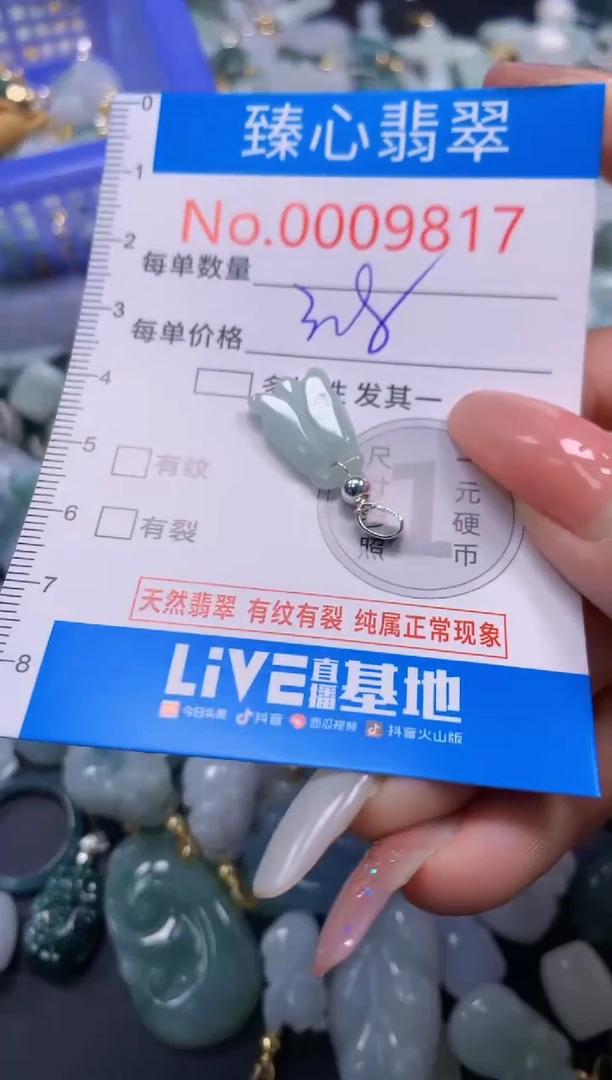 0
臻心翡翠
1
No.0009817
2
每单数量
3
每单价格
4
发其一
5
有纹
尺
一
元
硬
币
照
1
6
有裂
7
天然翡翠 有纹有裂 纯属正常现象
8
LiVE直播基地
今日头条 抖音 西瓜视频 抖音火山版